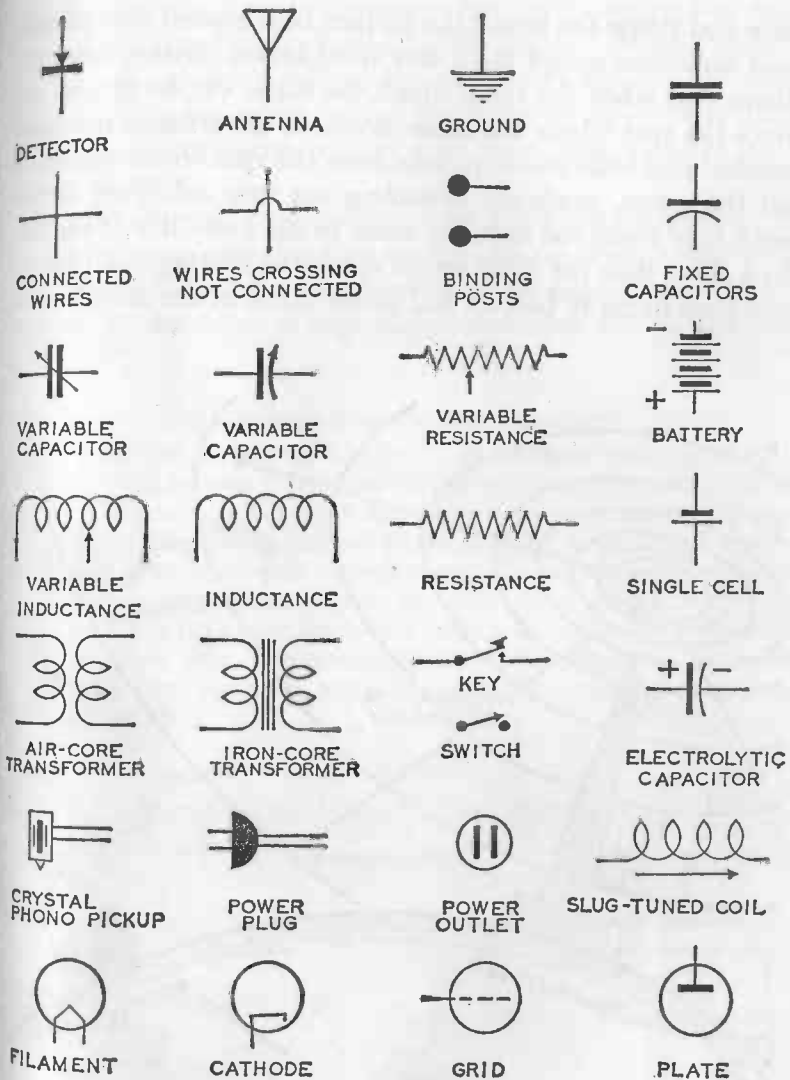 DETECTOR
ANTENNA
GROUND
CONNECTED
WIRES
WIRES CROSSING
NOT CONNECTED
BINDING
POSTS
FIXED
CAPACITORS
VARIABLE
CAPACITOR
VARIABLE
CAPACITOR
VARIABLE
RESISTANCE
-
+
BATTERY
VARIABLE
INDUCTANCE
INDUCTANCE
RESISTANCE
SINGLE CELL
AIR-CORE
TRANSFORMER
IRON-CORE
TRANSFORMER
KEY
SWITCH
+ -
ELECTROLYTIC
CAPACITOR
CRYSTAL
PHONO PICKUP
POWER
PLUG
POWER
OUTLET
SLUG-TUNED COIL
FILAMENT
CATHODE
GRID
PLATE